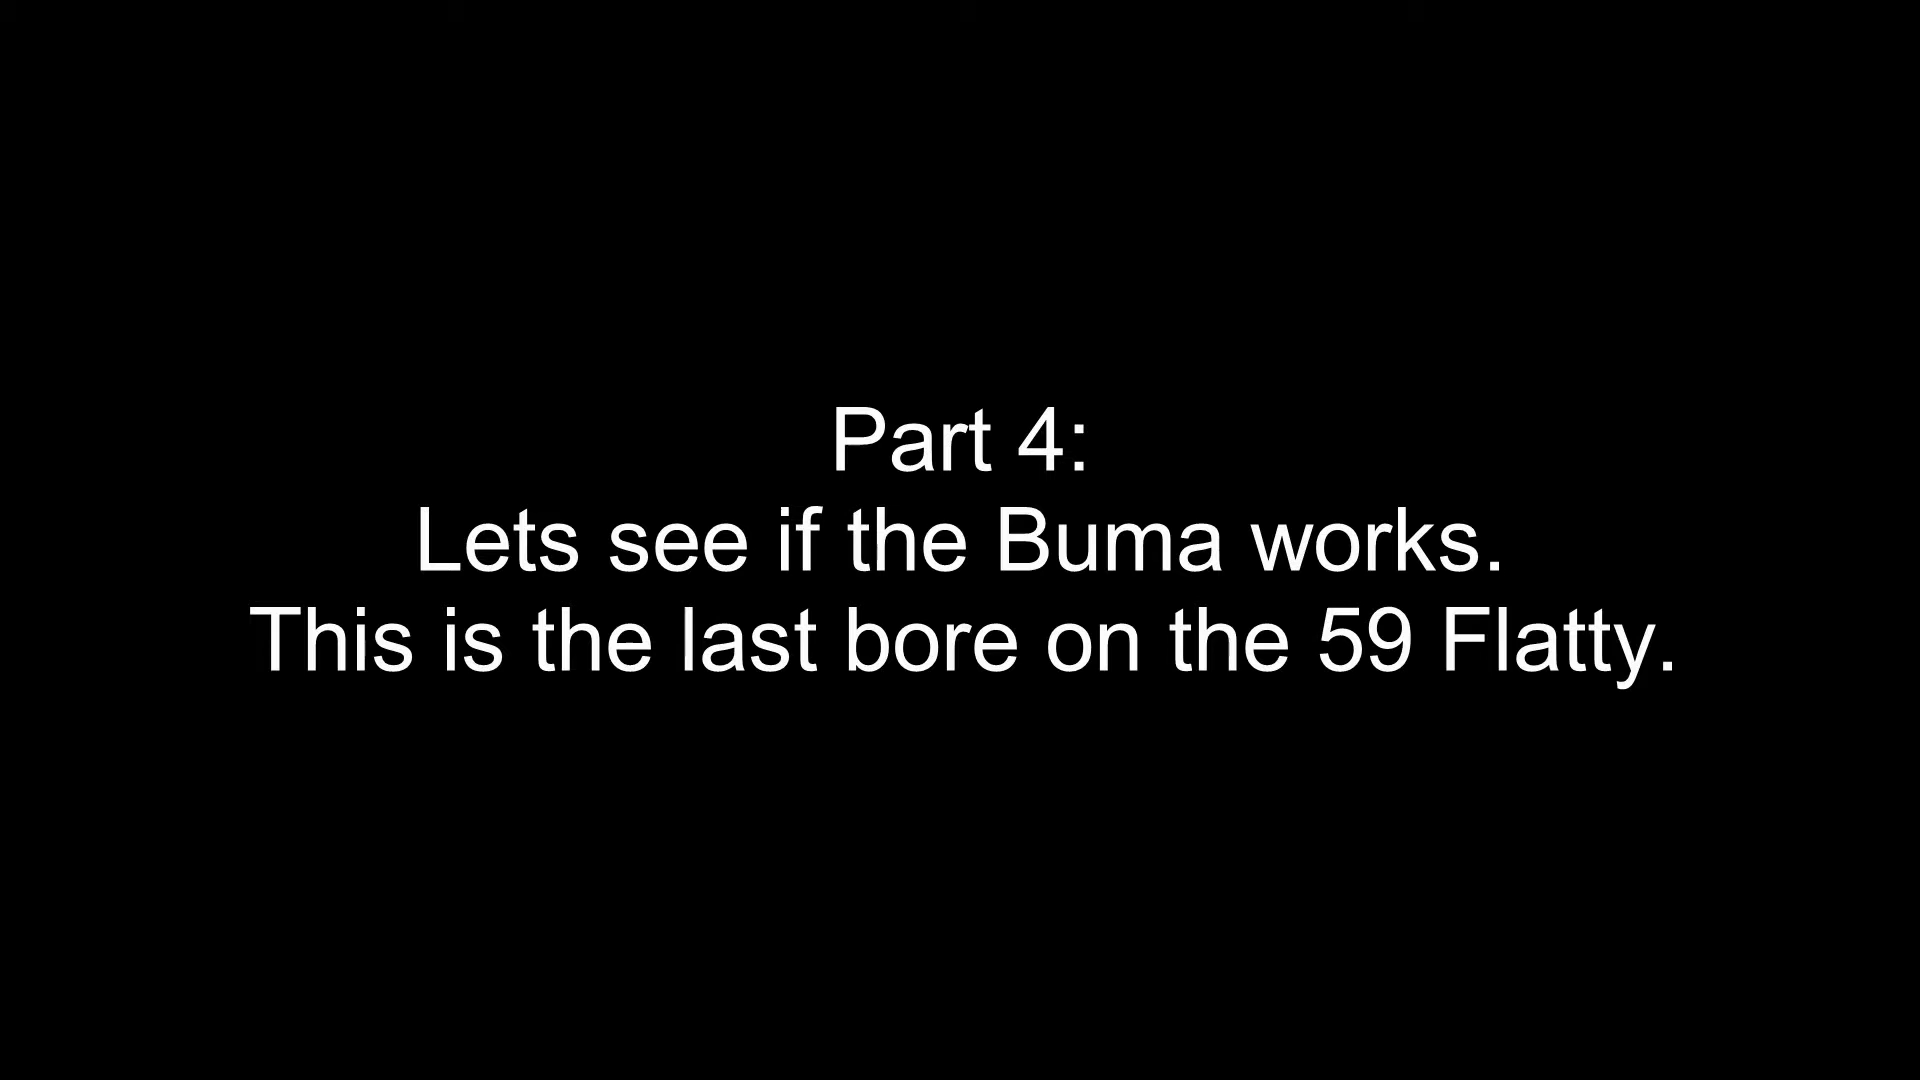 Part 4:
Lets see if the Buma works.
This is the last bore on the 59 Flatty.